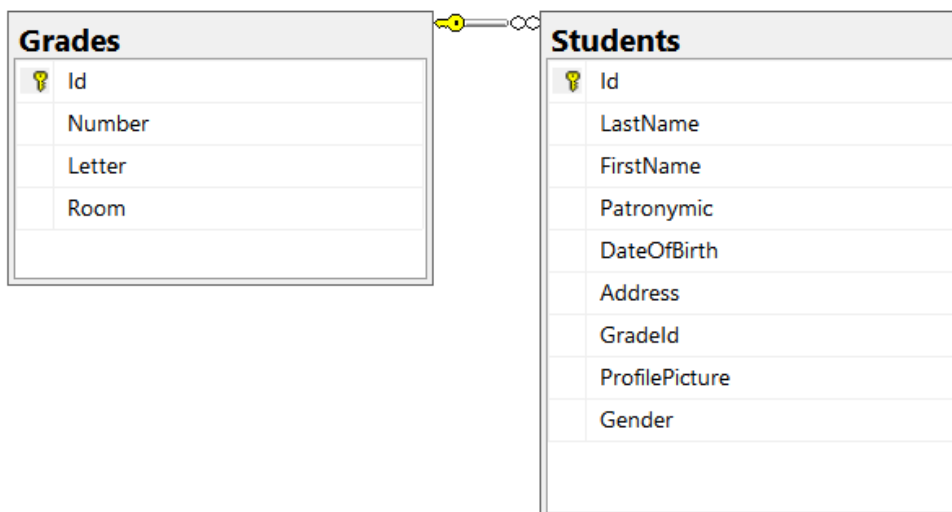 Grades
Id
Number
Letter
Room
Students
Id
LastName
FirstName
Patronymic
DateOfBirth
Address
GradeId
ProfilePicture
Gender